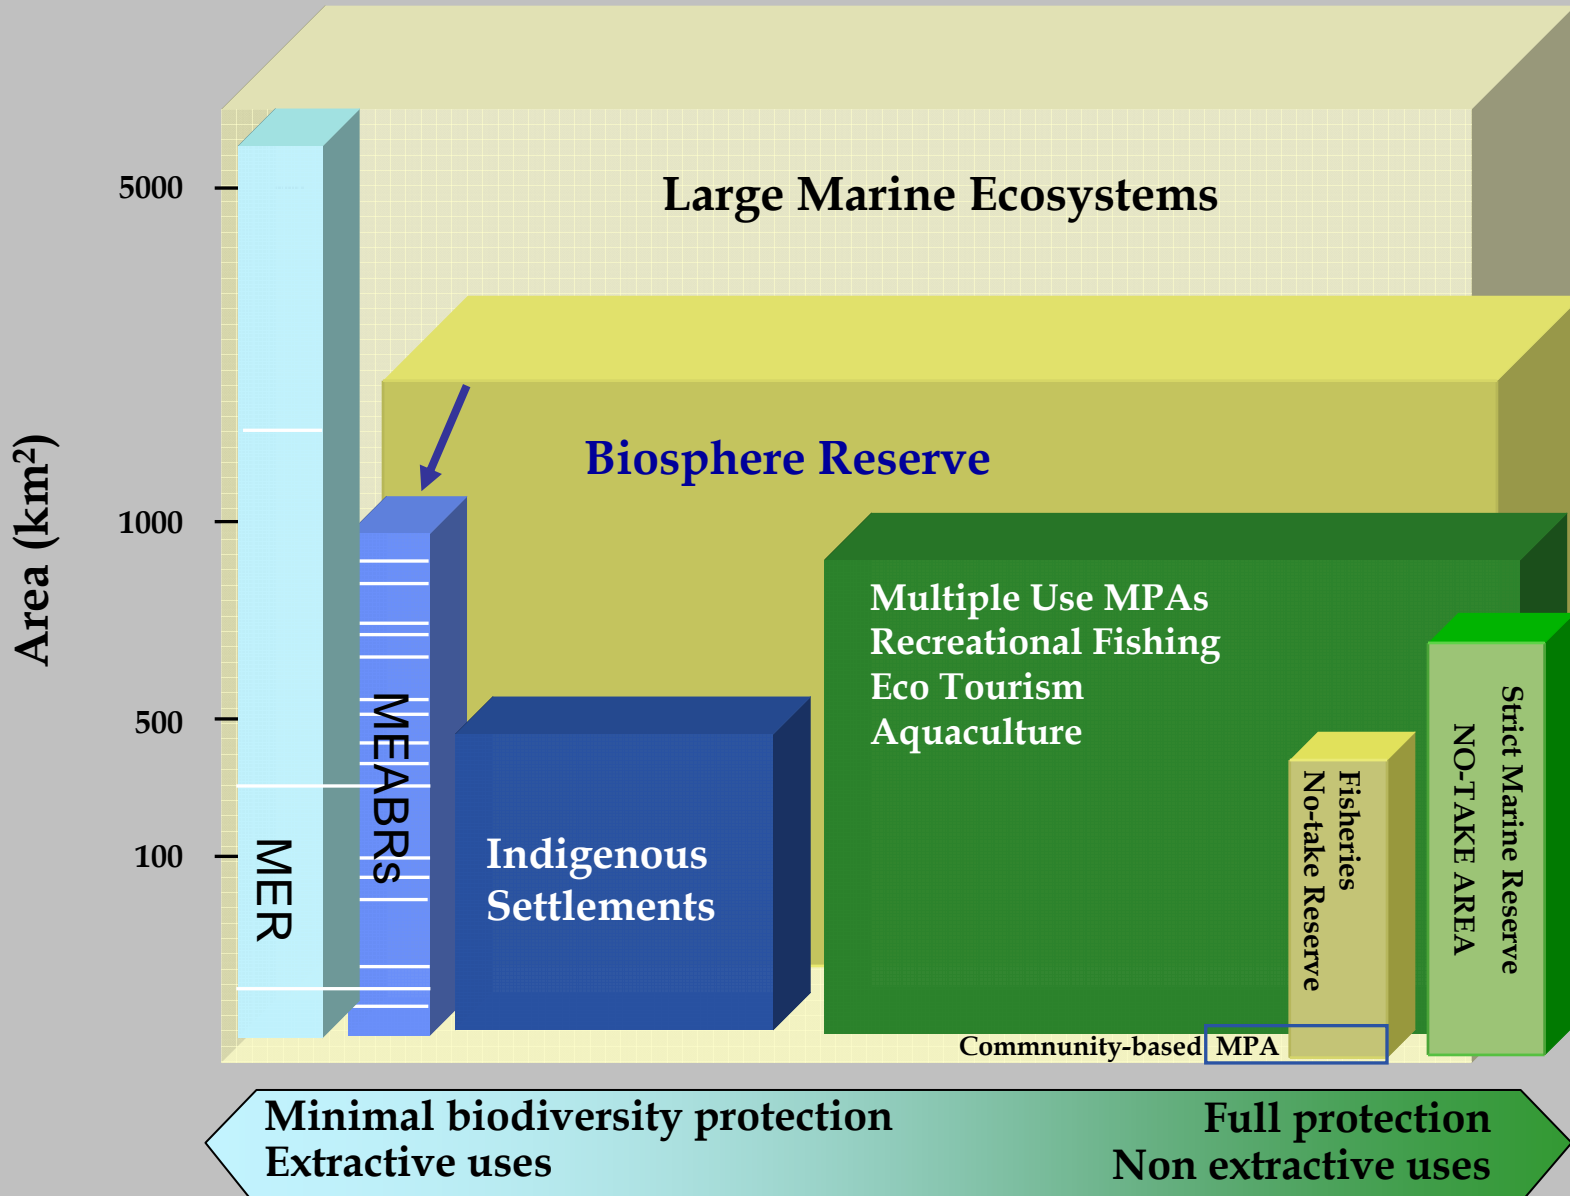 5000
Large Marine Ecosystems
Area (km²)
Biosphere Reserve
1000
500
100
MER
MEABRs
Indigenous
Settlements
Multiple Use MPAs
Recreational Fishing
Eco Tourism
Aquaculture
Fisheries
No-take Reserve
Strict Marine Reserve
NO-TAKE AREA
Commnunity-based MPA
Minimal biodiversity protection
Extractive uses
Full protection
Non extractive uses